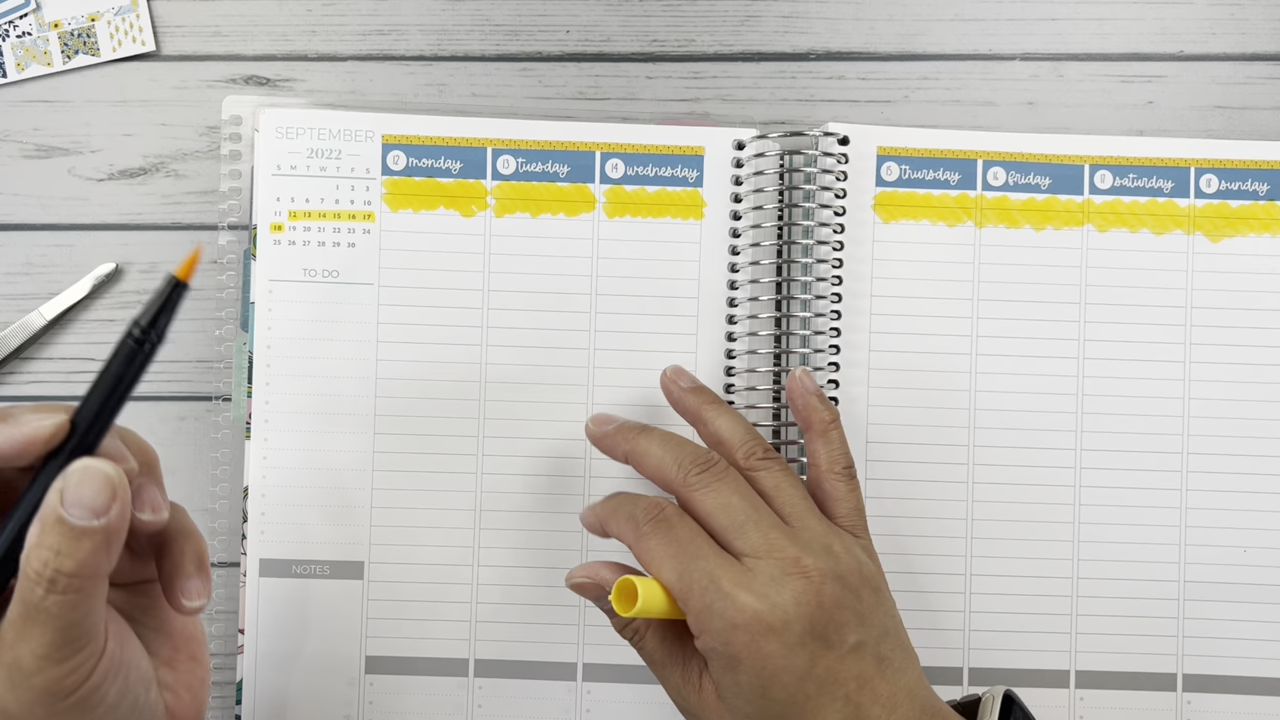 SEPTEMBER
2022
S M T W T F S
1 2 3
4 5 6 7 8 9 10
11 12 13 14 15 16 17
18 19 20 21 22 23 24
25 26 27 28 29 30
TO-DO
NOTES
12 monday
13 tuesday
14 wednesday
15 thursday
16 friday
17 saturday
18 sunday